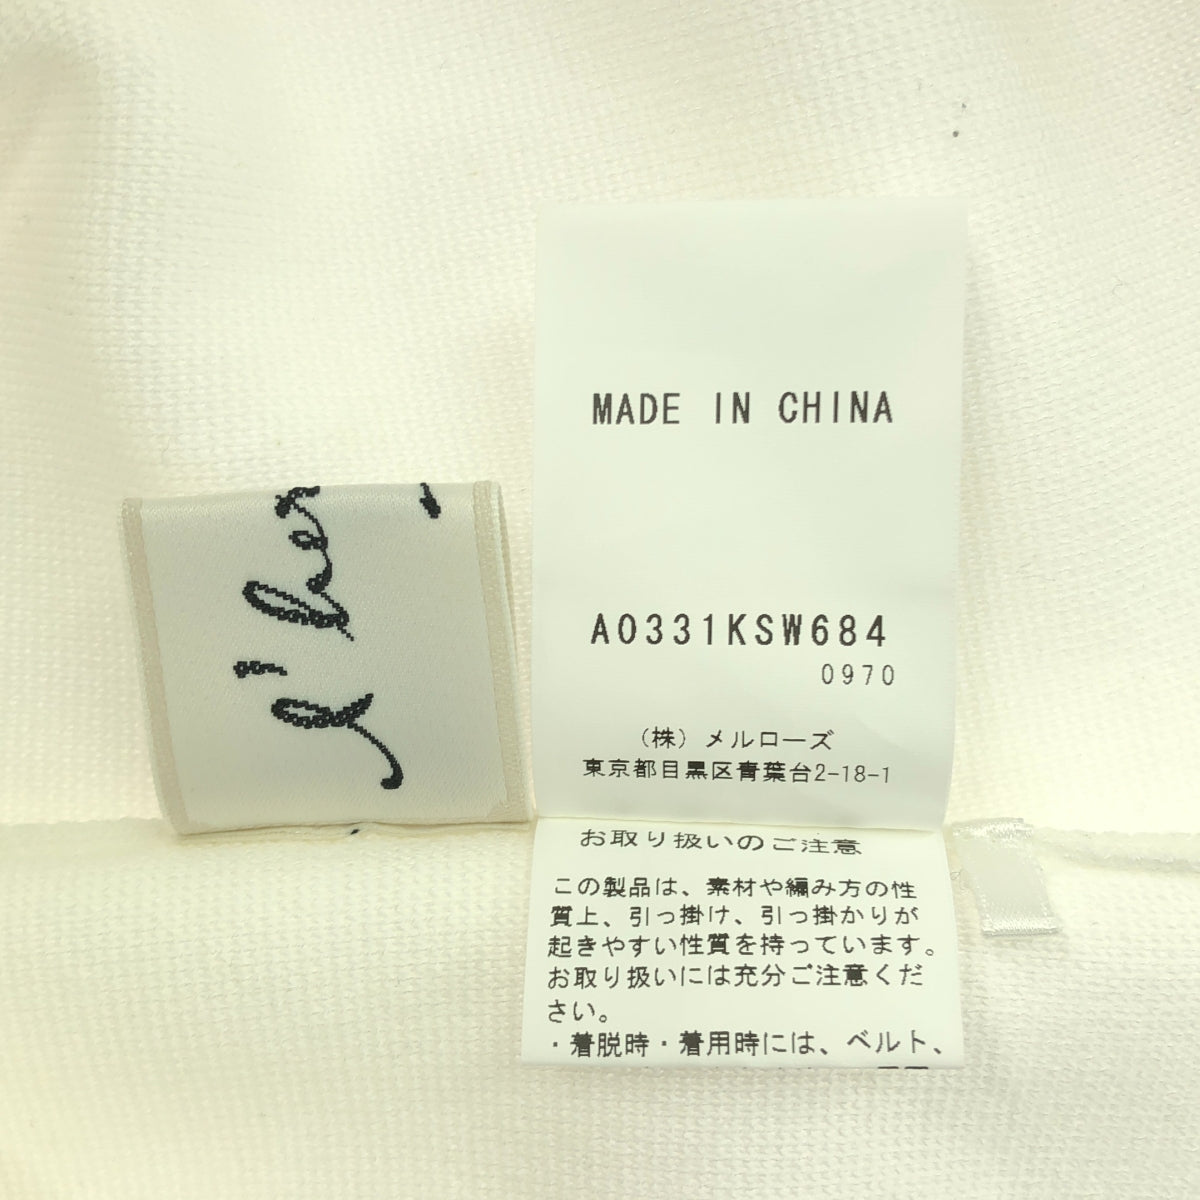 MADE IN CHINA
A0331KSW684
0970
（株）メルローズ
東京都目黒区青葉台2-18-1
お取り扱いのご注意
この製品は、素材や編み方の性
質上、引っ掛け、引っ掛かりが
起きやすい性質を持っています。
お取り扱いには充分ご注意くだ
さい。
・着脱時・着用時には、ベルト、